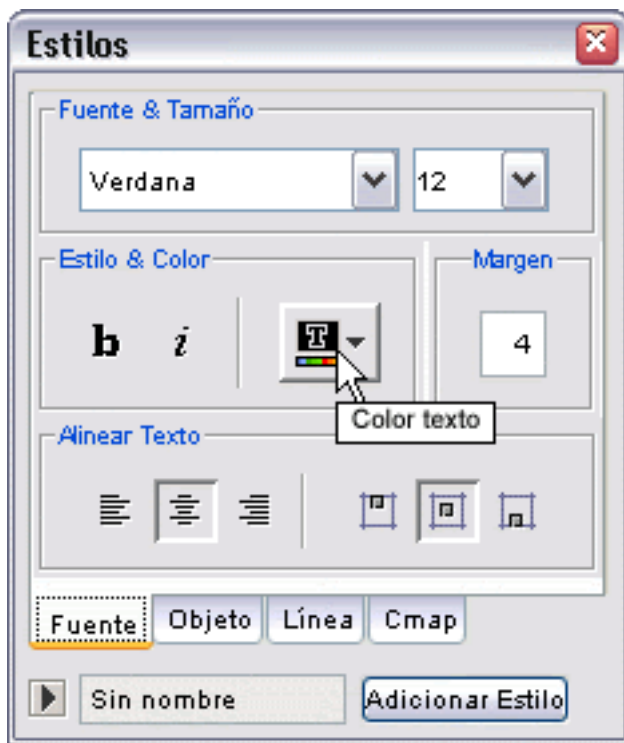 Estilos
Fuente & Tamaño
Verdana 12
Estilo & Color Margen
b i T 4
Color texto
Alinear Texto
Fuente Objeto Línea Cmap
Sin nombre Adicionar Estilo